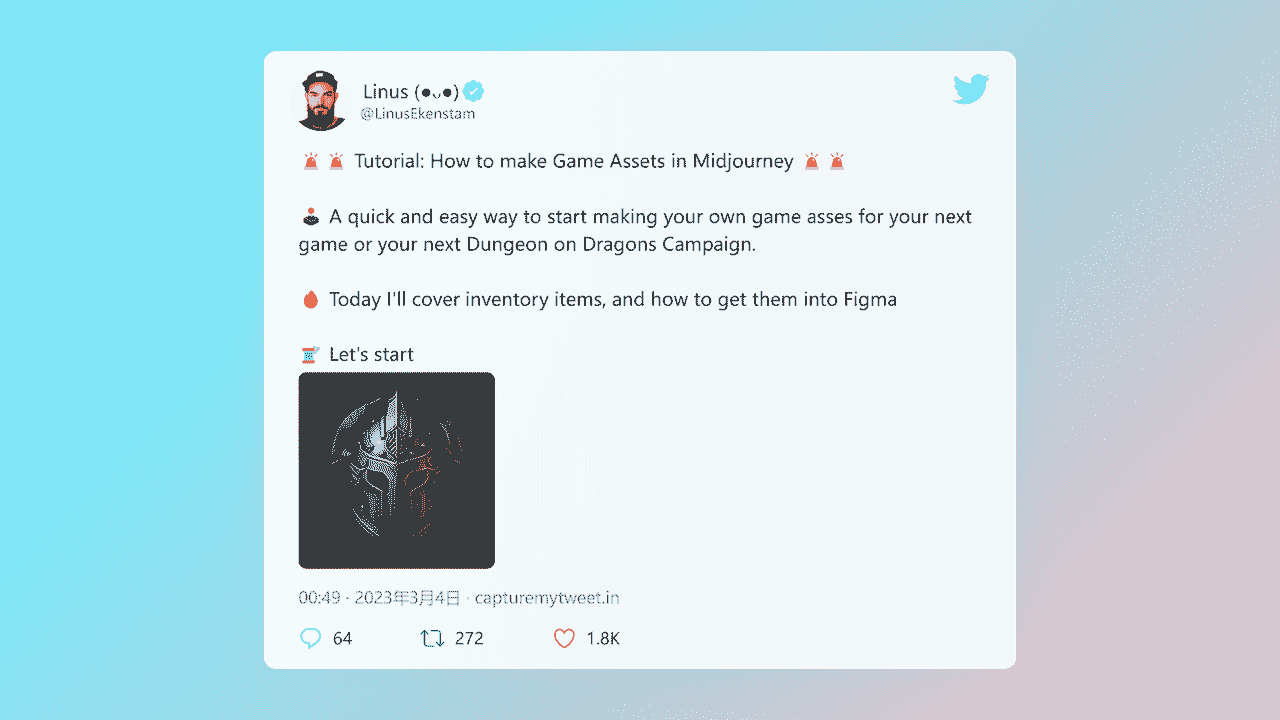 Linus (●ᴗ●)
@LinusEkenstam
🚨 🚨 Tutorial: How to make Game Assets in Midjourney 🚨 🚨
🕹 A quick and easy way to start making your own game asses for your next
game or your next Dungeon on Dragons Campaign.
🩸 Today I'll cover inventory items, and how to get them into Figma
🧵 Let's start
00:49 · 2023年3月4日 · capturemytweet.in
64 272 1.8K